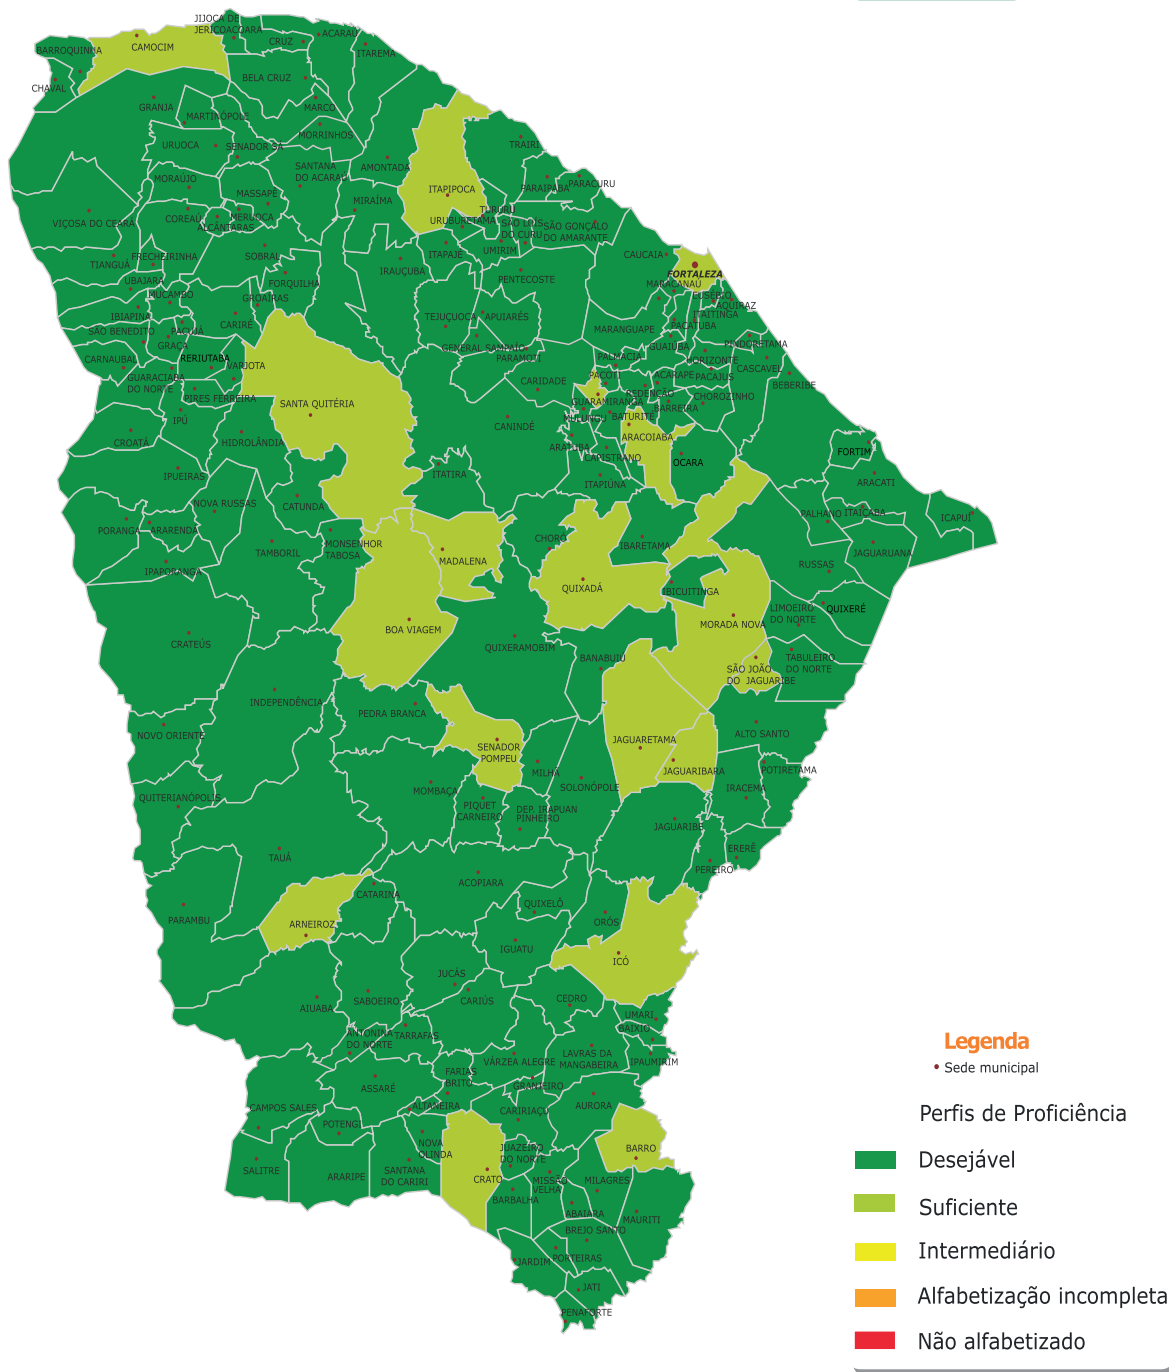 JIJOCA DE
JERICOACOARA
ACARAÚ
CRUZ
ITAREMA
BARROQUINHA
CAMOCIM
BELA CRUZ
CHAVAL
GRANJA
MARCO
MARTINÓPOLE
MORRINHOS
URUOCA
SENADOR SÁ
TRAIRI
AMONTADA
SANTANA
DO ACARAÚ
MORAÚJO
MASSAPÊ
ITAPIPOCA
PARAIPABA
PARACURU
MIRAÍMA
TURURU
VIÇOSA DO CEARÁ
COREAÚ
MERUOCA
ALCÂNTARAS
URUBURETAMA
SÃO LUÍS
DO CURU
SÃO GONÇALO
DO AMARANTE
TIANGUÁ
FRECHEIRINHA
SOBRAL
IRAUÇUBA
ITAPAJÉ
UMIRIM
CAUCAIA
FORTALEZA
UBAJARA
FORQUILHA
PENTECOSTE
MARACANAÚ
MUCAMBO
GROAÍRAS
EUSÉBIO
AQUIRAZ
IBIAPINA
CARIRÉ
TEJUÇUOCA
APUIARÉS
ITAITINGA
PACATUBA
SÃO BENEDITO
PACUJÁ
MARANGUAPE
GRAÇA
GENERAL SAMPAIO
GUAIUBA
PINDORETAMA
CARNAUBAL
RERIUTABA
VARJOTA
PARAMOTI
PALMÁCIA
HORIZONTE
CASCAVEL
GUARACIABA
DO NORTE
PIRES FERREIRA
CARIDADE
PACOTI
ACARAPE
PACAJUS
BEBERIBE
SANTA QUITÉRIA
GUARAMIRANGA
REDENÇÃO
CHOROZINHO
IPÚ
MULUNGU
BATURITÉ
BARREIRA
CROATÁ
HIDROLÂNDIA
CANINDÉ
ARACOIABA
ARATUBA
CAPISTRANO
OCARA
FORTIM
IPUEIRAS
ITATIRA
ITAPIÚNA
ARACATI
NOVA RUSSAS
CATUNDA
PORANGA
ARARENDÁ
PALHANO
ITAIÇABA
ICAPUÍ
TAMBORIL
MONSENHOR
TABOSA
CHORÓ
IBARETAMA
MADALENA
JAGUARUANA
IPAPORANGA
QUIXADÁ
IBICUITINGA
RUSSAS
BOA VIAGEM
MORADA NOVA
LIMOEIRO
DO NORTE
QUIXERÉ
CRATEÚS
QUIXERAMOBIM
BANABUIÚ
SÃO JOÃO
DO JAGUARIBE
TABULEIRO
DO NORTE
INDEPENDÊNCIA
PEDRA BRANCA
NOVO ORIENTE
SENADOR
POMPEU
JAGUARETAMA
ALTO SANTO
JAGUARIBARA
POTIRETAMA
MILHÃ
SOLONÓPOLE
IRACEMA
QUITERIANÓPOLIS
MOMBAÇA
PIQUET
CARNEIRO
DEP. IRAPUAN
PINHEIRO
JAGUARIBE
TAUÁ
ERERÊ
PEREIRO
ACOPIARA
CATARINA
PARAMBU
QUIXELÔ
ARNEIROZ
ORÓS
IGUATU
ICÓ
JUCÁS
CARIÚS
AIUABA
SABOEIRO
CEDRO
UMARI
BAIXIO
ANTONINA
DO NORTE
TARRAFAS
VÁRZEA ALEGRE
LAVRAS DA
MANGABEIRA
IPAUMIRIM
FARIAS
BRITO
ASSARÉ
GRANJEIRO
CAMPOS SALES
ALTANEIRA
CARIRIAÇU
AURORA
POTENGI
NOVA
OLINDA
JUAZEIRO
DO NORTE
BARRO
SALITRE
ARARIPE
SANTANA
DO CARIRI
CRATO
MISSÃO
VELHA
MILAGRES
BARBALHA
ABAIARA
MAURITI
BREJO SANTO
JARDIM
PORTEIRAS
JATI
PENAFORTE
Legenda
Sede municipal
Perfis de Proficiência
Desejável
Suficiente
Intermediário
Alfabetização incompleta
Não alfabetizado